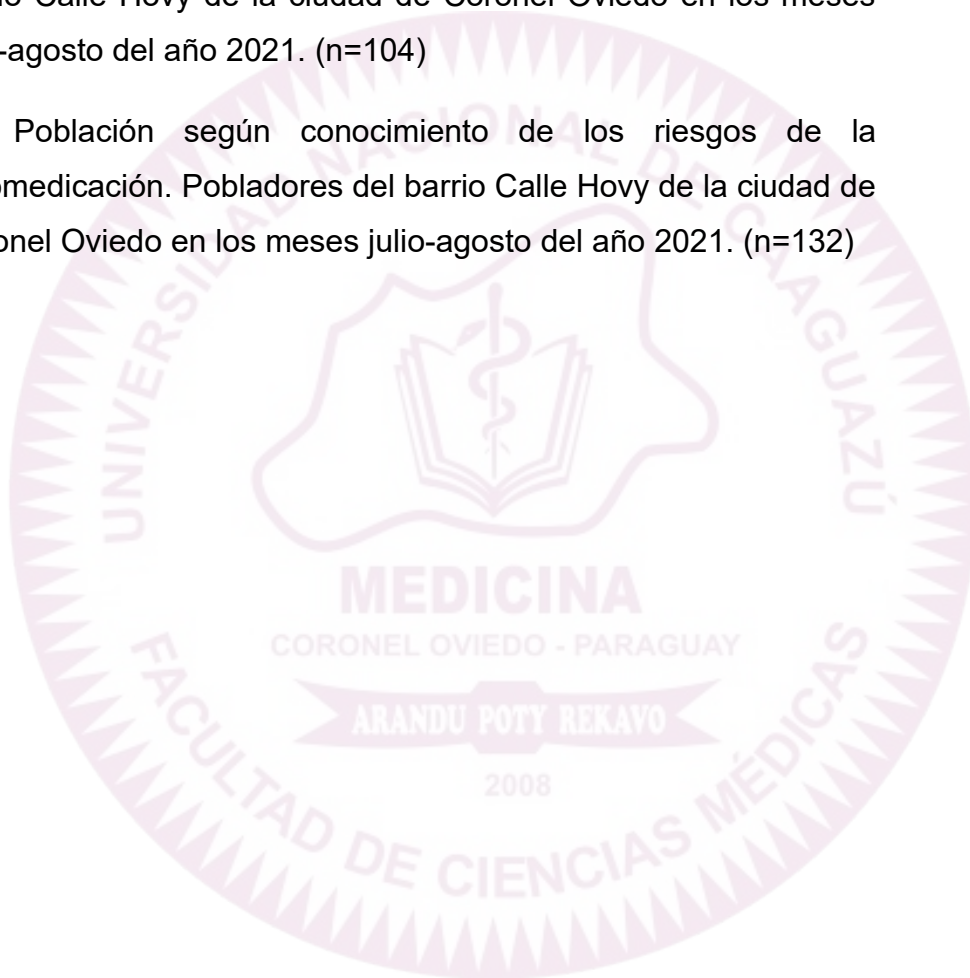 io Calle Hovy de la ciudad de Coronel Oviedo en los meses
-agosto del año 2021. (n=104)
Población según conocimiento de los riesgos de la
omedicación. Pobladores del barrio Calle Hovy de la ciudad de
onel Oviedo en los meses julio-agosto del año 2021. (n=132)
UNIVERSIDAD NACIONAL DE CAAGUAZÚ
MEDICINA
CORONEL OVIEDO - PARAGUAY
ARANDU POTY REKAVO
2008
FACULTAD DE CIENCIAS MÉDICAS